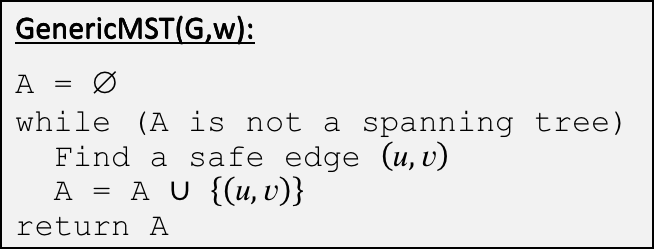 GenericMST(G,w):
A = ∅
while (A is not a spanning tree)
Find a safe edge (u, v)
A = A ∪ {(u, v)}
return A